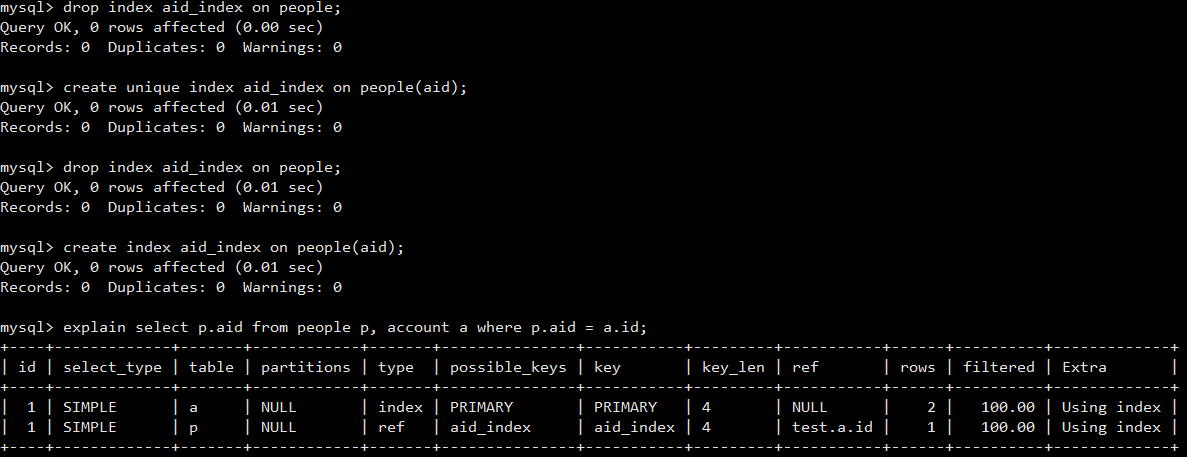 mysql> drop index aid_index on people;
Query OK, 0 rows affected (0.00 sec)
Records: 0  Duplicates: 0  Warnings: 0

mysql> create unique index aid_index on people(aid);
Query OK, 0 rows affected (0.01 sec)
Records: 0  Duplicates: 0  Warnings: 0

mysql> drop index aid_index on people;
Query OK, 0 rows affected (0.01 sec)
Records: 0  Duplicates: 0  Warnings: 0

mysql> create index aid_index on people(aid);
Query OK, 0 rows affected (0.01 sec)
Records: 0  Duplicates: 0  Warnings: 0

mysql> explain select p.aid from people p, account a where p.aid = a.id;
+----+-------------+-------+------------+-------+---------------+-----------+---------+-----------+------+----------+-------------+
| id | select_type | table | partitions | type  | possible_keys | key       | key_len | ref       | rows | filtered | Extra       |
+----+-------------+-------+------------+-------+---------------+-----------+---------+-----------+------+----------+-------------+
|  1 | SIMPLE      | a     | NULL       | index | PRIMARY       | PRIMARY   | 4       | NULL      |    2 |   100.00 | Using index |
|  1 | SIMPLE      | p     | NULL       | ref   | aid_index     | aid_index | 4       | test.a.id |    1 |   100.00 | Using index |
+----+-------------+-------+------------+-------+---------------+-----------+---------+-----------+------+----------+-------------+